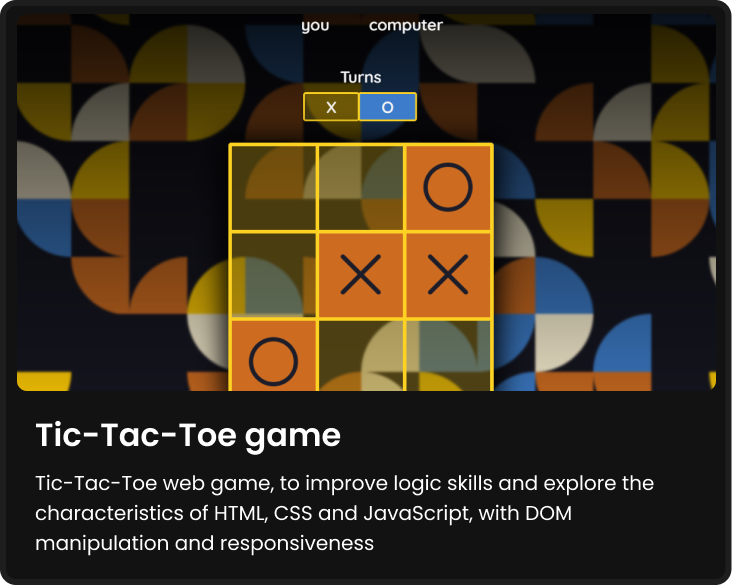 you computer
Turns
X O
O
X X
O
Tic-Tac-Toe game
Tic-Tac-Toe web game, to improve logic skills and explore the
characteristics of HTML, CSS and JavaScript, with DOM
manipulation and responsiveness